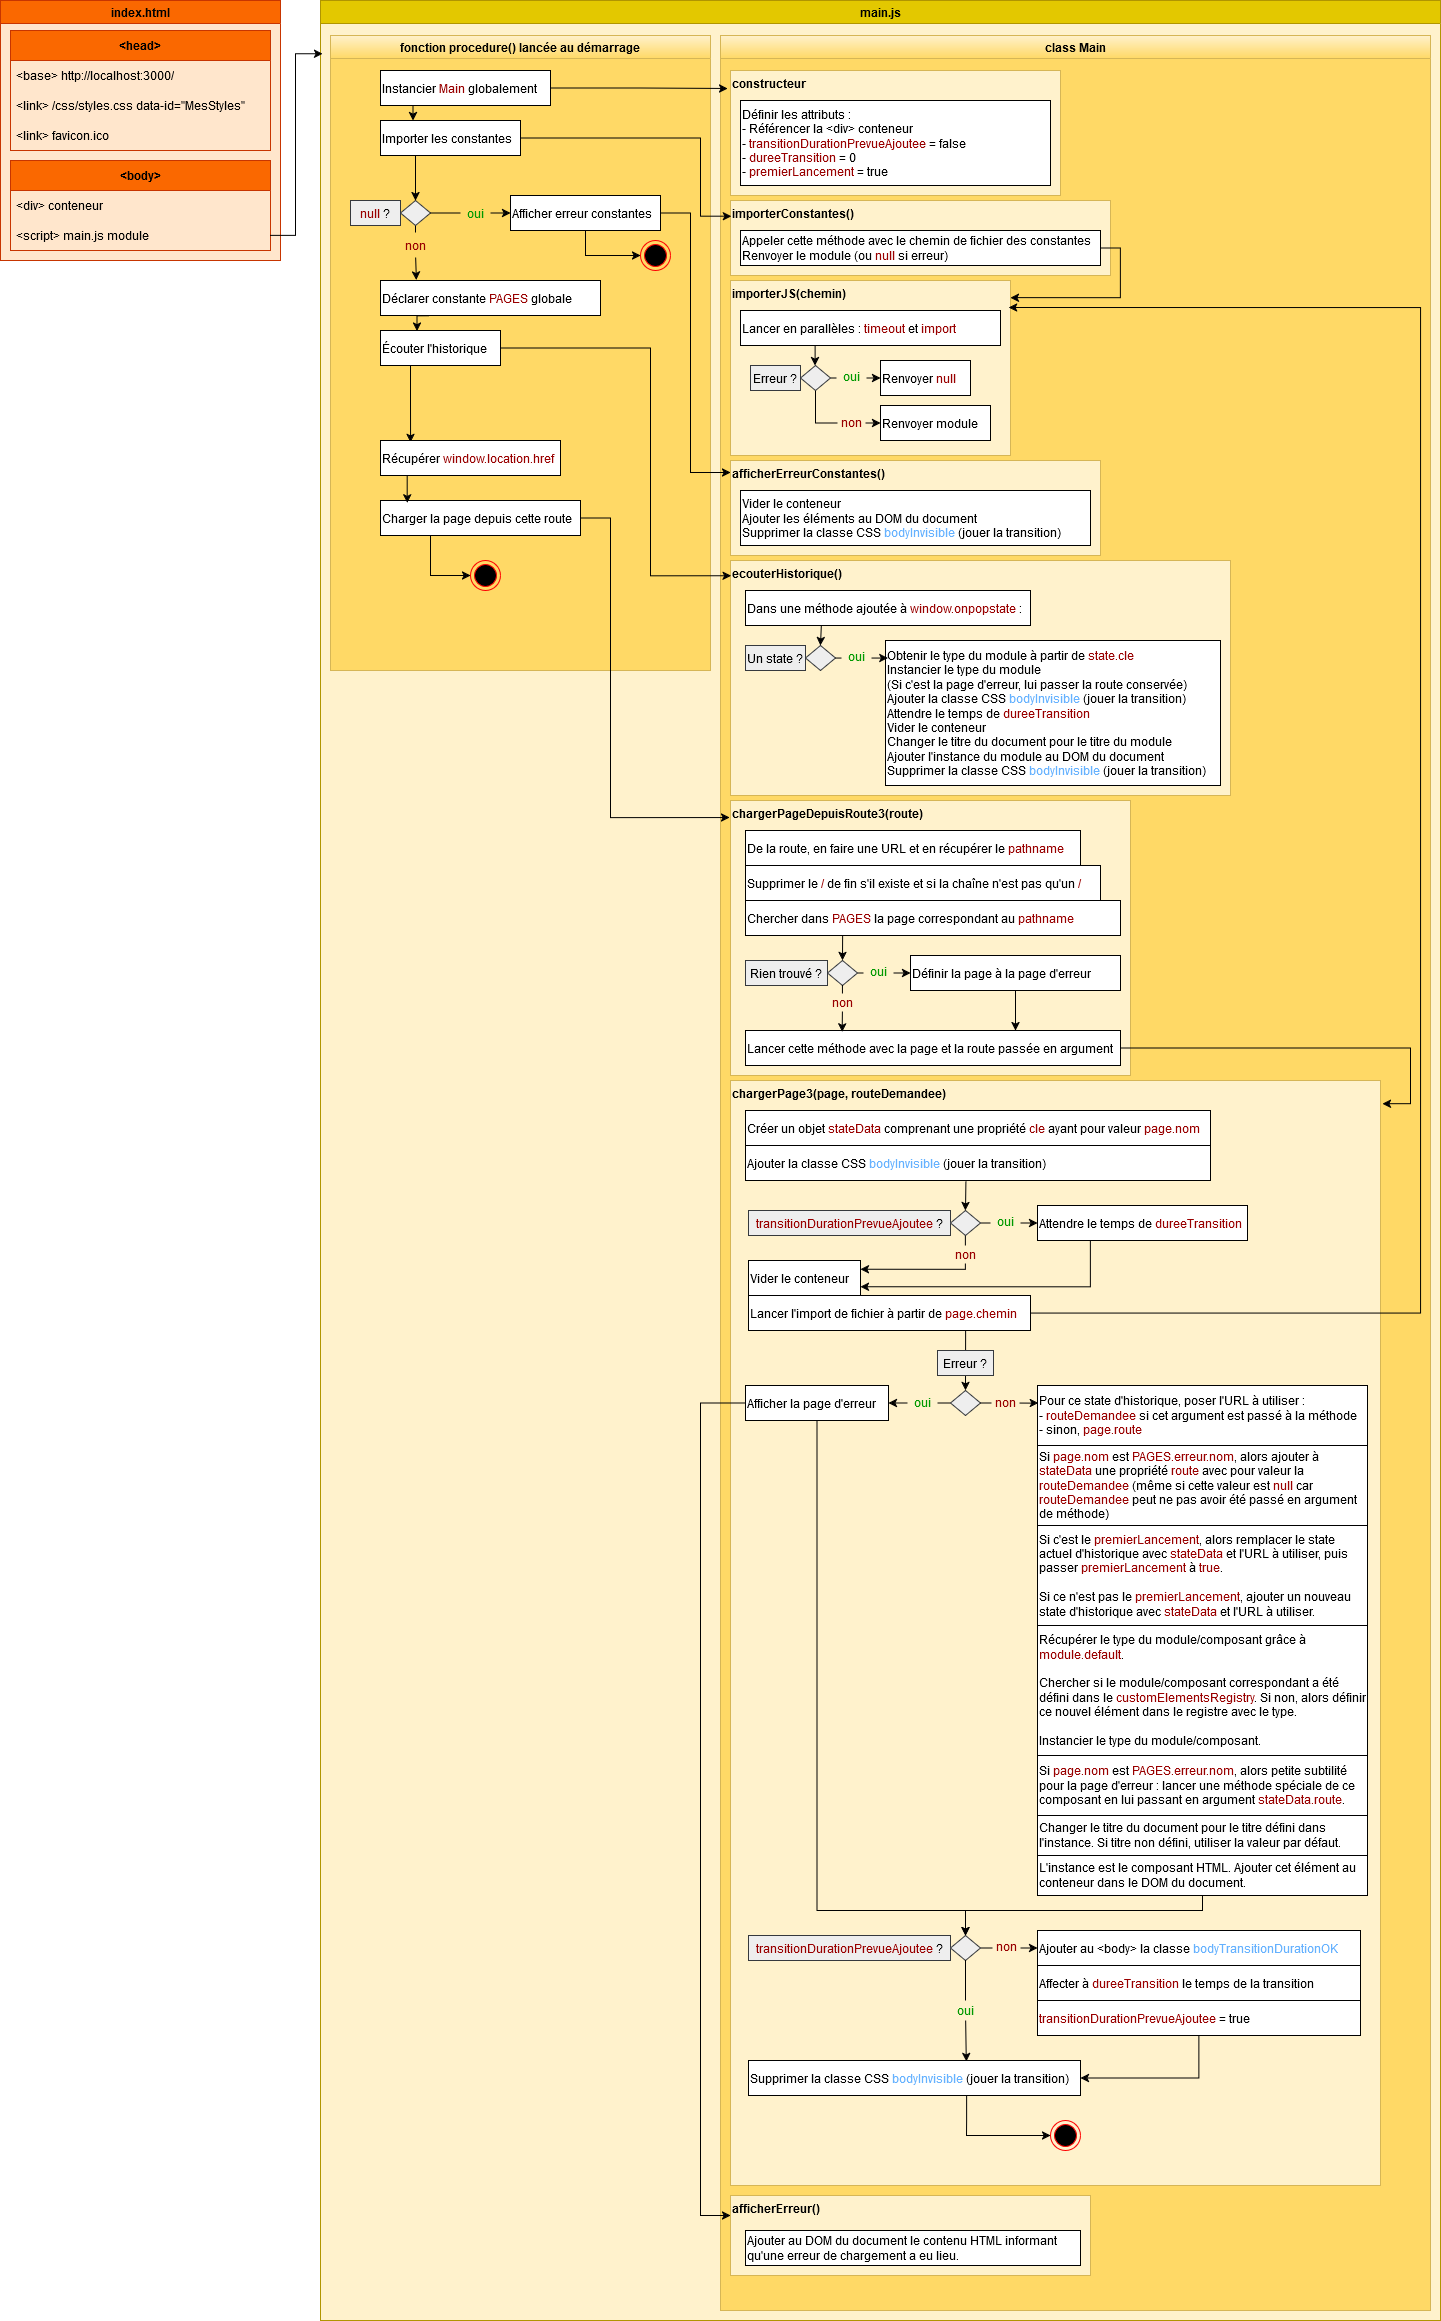 index.html
<head>
<base> http://localhost:3000/
<link> /css/styles.css data-id="MesStyles"
<link> favicon.ico
<body>
<div> conteneur
<script> main.js module
main.js
fonction procedure() lancée au démarrage
Instancier Main globalement
Importer les constantes
null ?
oui
Afficher erreur constantes
non
Déclarer constante PAGES globale
Écouter l'historique
Récupérer window.location.href
Charger la page depuis cette route
class Main
constructeur
Définir les attributs :
- Référencer la <div> conteneur
- transitionDurationPrevueAjoutee = false
- dureeTransition = 0
- premierLancement = true
importerConstantes()
Appeler cette méthode avec le chemin de fichier des constantes
Renvoyer le module (ou null si erreur)
importerJS(chemin)
Lancer en parallèles : timeout et import
Erreur ?
oui
Renvoyer null
non
Renvoyer module
afficherErreurConstantes()
Vider le conteneur
Ajouter les éléments au DOM du document
Supprimer la classe CSS bodyInvisible (jouer la transition)
ecouterHistorique()
Dans une méthode ajoutée à window.onpopstate :
Un state ?
oui
Obtenir le type du module à partir de state.cle
Instancier le type du module
(Si c'est la page d'erreur, lui passer la route conservée)
Ajouter la classe CSS bodyInvisible (jouer la transition)
Attendre le temps de dureeTransition
Vider le conteneur
Changer le titre du document pour le titre du module
Ajouter l'instance du module au DOM du document
Supprimer la classe CSS bodyInvisible (jouer la transition)
chargerPageDepuisRoute3(route)
De la route, en faire une URL et en récupérer le pathname
Supprimer le / de fin s'il existe et si la chaîne n'est pas qu'un /
Chercher dans PAGES la page correspondant au pathname
Rien trouvé ?
oui
Définir la page à la page d'erreur
non
Lancer cette méthode avec la page et la route passée en argument
chargerPage3(page, routeDemandee)
Créer un objet stateData comprenant une propriété cle ayant pour valeur page.nom
Ajouter la classe CSS bodyInvisible (jouer la transition)
transitionDurationPrevueAjoutee ?
oui
Attendre le temps de dureeTransition
non
Vider le conteneur
Lancer l'import de fichier à partir de page.chemin
Erreur ?
Afficher la page d'erreur
oui
non
Pour ce state d'historique, poser l'URL à utiliser :
- routeDemandee si cet argument est passé à la méthode
- sinon, page.route
Si page.nom est PAGES.erreur.nom, alors ajouter à
stateData une propriété route avec pour valeur la
routeDemandee (même si cette valeur est null car
routeDemandee peut ne pas avoir été passé en argument
de méthode)
Si c'est le premierLancement, alors remplacer le state
actuel d'historique avec stateData et l'URL à utiliser, puis
passer premierLancement à true.
Si ce n'est pas le premierLancement, ajouter un nouveau
state d'historique avec stateData et l'URL à utiliser.
Récupérer le type du module/composant grâce à
module.default.
Chercher si le module/composant correspondant a été
défini dans le customElementsRegistry. Si non, alors définir
ce nouvel élément dans le registre avec le type.
Instancier le type du module/composant.
Si page.nom est PAGES.erreur.nom, alors petite subtilité
pour la page d'erreur : lancer une méthode spéciale de ce
composant en lui passant en argument stateData.route.
Changer le titre du document pour le titre défini dans
l'instance. Si titre non défini, utiliser la valeur par défaut.
L'instance est le composant HTML. Ajouter cet élément au
conteneur dans le DOM du document.
transitionDurationPrevueAjoutee ?
non
Ajouter au <body> la classe bodyTransitionDurationOK
Affecter à dureeTransition le temps de la transition
transitionDurationPrevueAjoutee = true
oui
Supprimer la classe CSS bodyInvisible (jouer la transition)
afficherErreur()
Ajouter au DOM du document le contenu HTML informant
qu'une erreur de chargement a eu lieu.